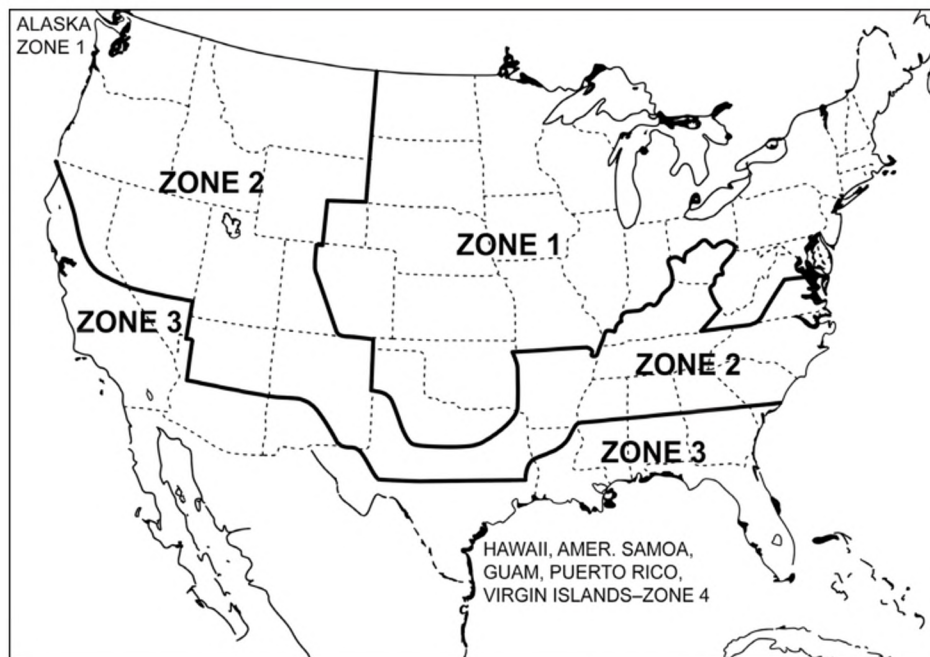 ALASKA
ZONE 1
ZONE 2
ZONE 1
ZONE 3
ZONE 2
ZONE 3
HAWAII, AMER. SAMOA,
GUAM, PUERTO RICO,
VIRGIN ISLANDS–ZONE 4